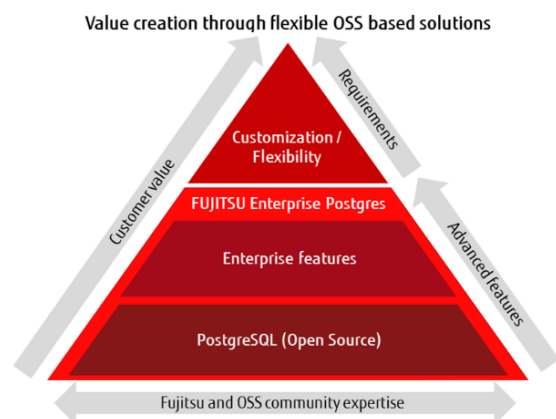 Value creation through flexible OSS based solutions
Customer value
Requirements
Customization /
Flexibility
FUJITSU Enterprise Postgres
Advanced features
Enterprise features
PostgreSQL (Open Source)
Fujitsu and OSS community expertise